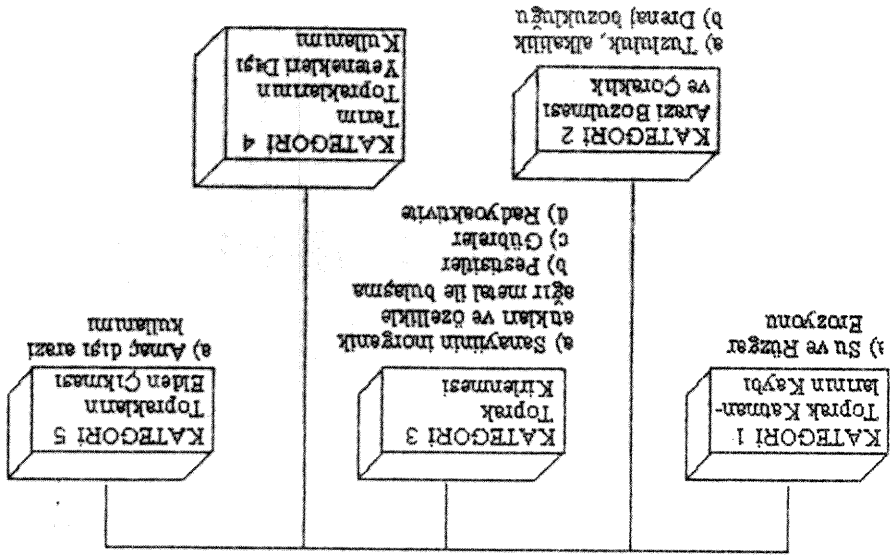 KATEGORİ 1
Toprak Katman-
larının Kaybı
a) Su ve Rüzgar
Erozyonu
KATEGORİ 2
Arazi Bozulması
ve Çoraklık
a) Tuzluluk, alkalilik
b) Drenaj bozukluğu
KATEGORİ 3
Toprak
Kirlenmesi
a) Sanayiinin inorganik
atıkları ve özellikle
ağır metal ile bulaşma
b) Pestisitler
c) Gübreler
d) Radyoaktivite
KATEGORİ 4
Tarım
Topraklarının
Yetenekleri Dışı
Kullanımı
KATEGORİ 5
Toprakların
Elden Çıkması
a) Amaç dışı arazi
kullanımı